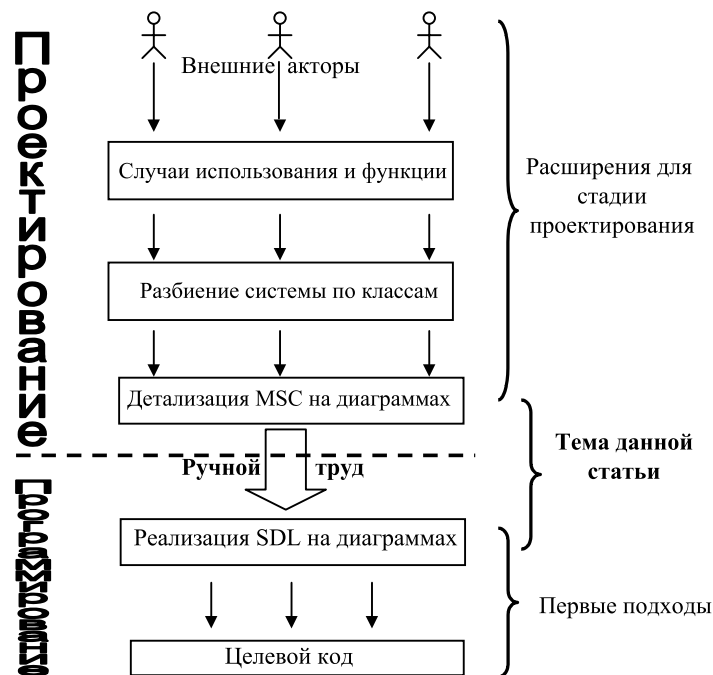 Проектирование
Внешние акторы
Случаи использования и функции
Разбиение системы по классам
Детализация MSC на диаграммах
Расширения для
стадии
проектирования
Ручной труд
Тема данной
статьи
Программирование
Реализация SDL на диаграммах
Первые подходы
Целевой код